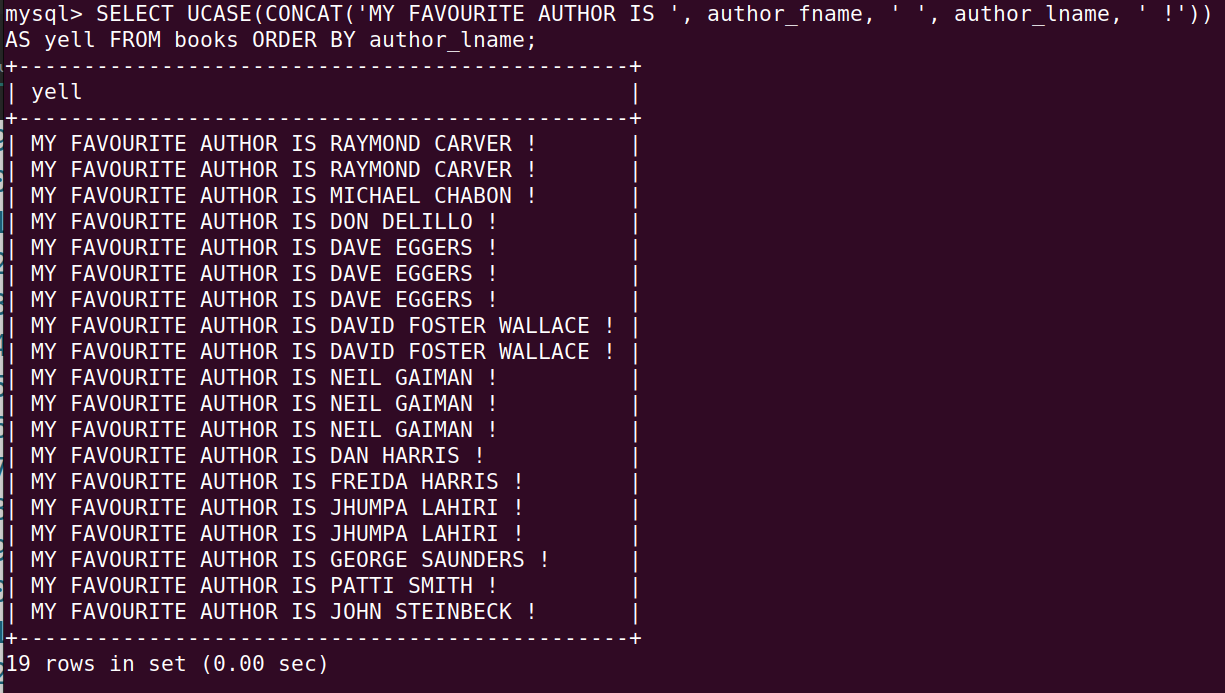 mysql> SELECT UCASE(CONCAT('MY FAVOURITE AUTHOR IS ', author_fname, ' ', author_lname, ' !'))
AS yell FROM books ORDER BY author_lname;
+-----------------------------------------------+
| yell                                          |
+-----------------------------------------------+
| MY FAVOURITE AUTHOR IS RAYMOND CARVER !       |
| MY FAVOURITE AUTHOR IS RAYMOND CARVER !       |
| MY FAVOURITE AUTHOR IS MICHAEL CHABON !       |
| MY FAVOURITE AUTHOR IS DON DELILLO !          |
| MY FAVOURITE AUTHOR IS DAVE EGGERS !          |
| MY FAVOURITE AUTHOR IS DAVE EGGERS !          |
| MY FAVOURITE AUTHOR IS DAVE EGGERS !          |
| MY FAVOURITE AUTHOR IS DAVID FOSTER WALLACE ! |
| MY FAVOURITE AUTHOR IS DAVID FOSTER WALLACE ! |
| MY FAVOURITE AUTHOR IS NEIL GAIMAN !          |
| MY FAVOURITE AUTHOR IS NEIL GAIMAN !          |
| MY FAVOURITE AUTHOR IS NEIL GAIMAN !          |
| MY FAVOURITE AUTHOR IS DAN HARRIS !           |
| MY FAVOURITE AUTHOR IS FREIDA HARRIS !        |
| MY FAVOURITE AUTHOR IS JHUMPA LAHIRI !        |
| MY FAVOURITE AUTHOR IS JHUMPA LAHIRI !        |
| MY FAVOURITE AUTHOR IS GEORGE SAUNDERS !      |
| MY FAVOURITE AUTHOR IS PATTI SMITH !          |
| MY FAVOURITE AUTHOR IS JOHN STEINBECK !       |
+-----------------------------------------------+
19 rows in set (0.00 sec)